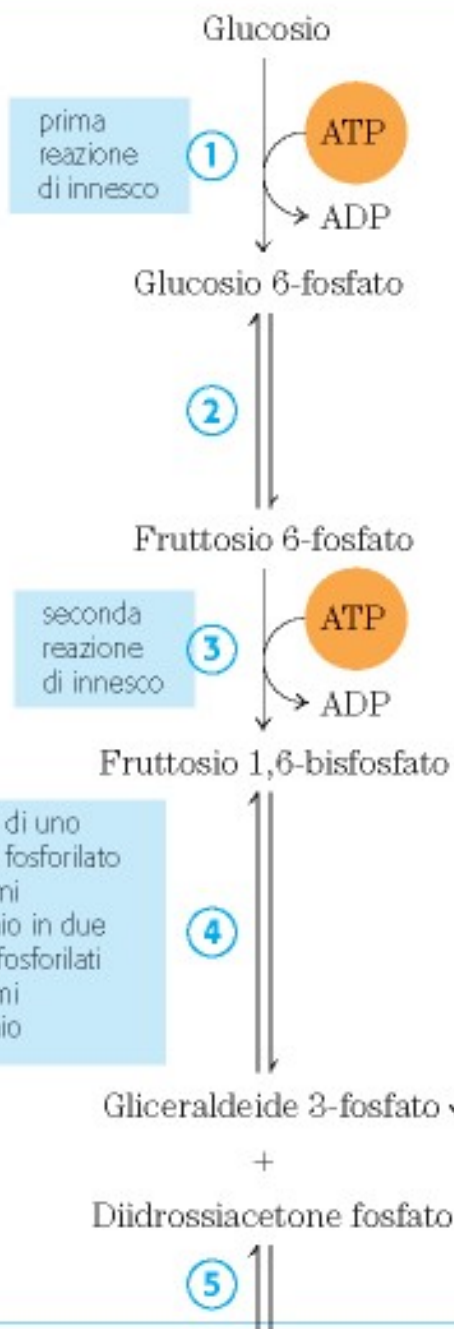 Glucosio
prima
reazione
di innesco
1
ATP
ADP
Glucosio 6-fosfato
2
Fruttosio 6-fosfato
seconda
reazione
di innesco
3
ATP
ADP
Fruttosio 1,6-bisfosfato
di uno
fosforilato
in due
fosforilati
4
Gliceraldeide 3-fosfato
+
Diidrossiacetone fosfato
5